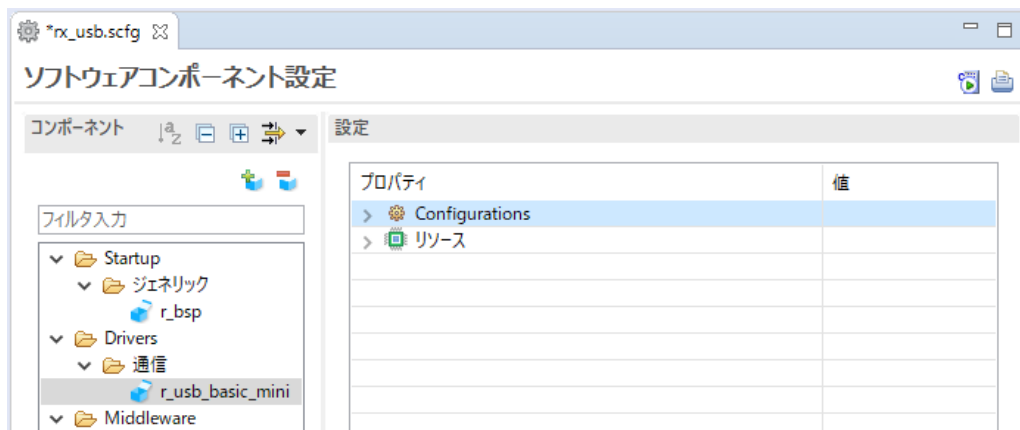 *rx_usb.scfg
ソフトウェアコンポーネント設定
コンポーネント
設定
フィルタ入力
Startup
ジェネリック
r_bsp
Drivers
通信
r_usb_basic_mini
Middleware
プロパティ 値
Configurations
リソース